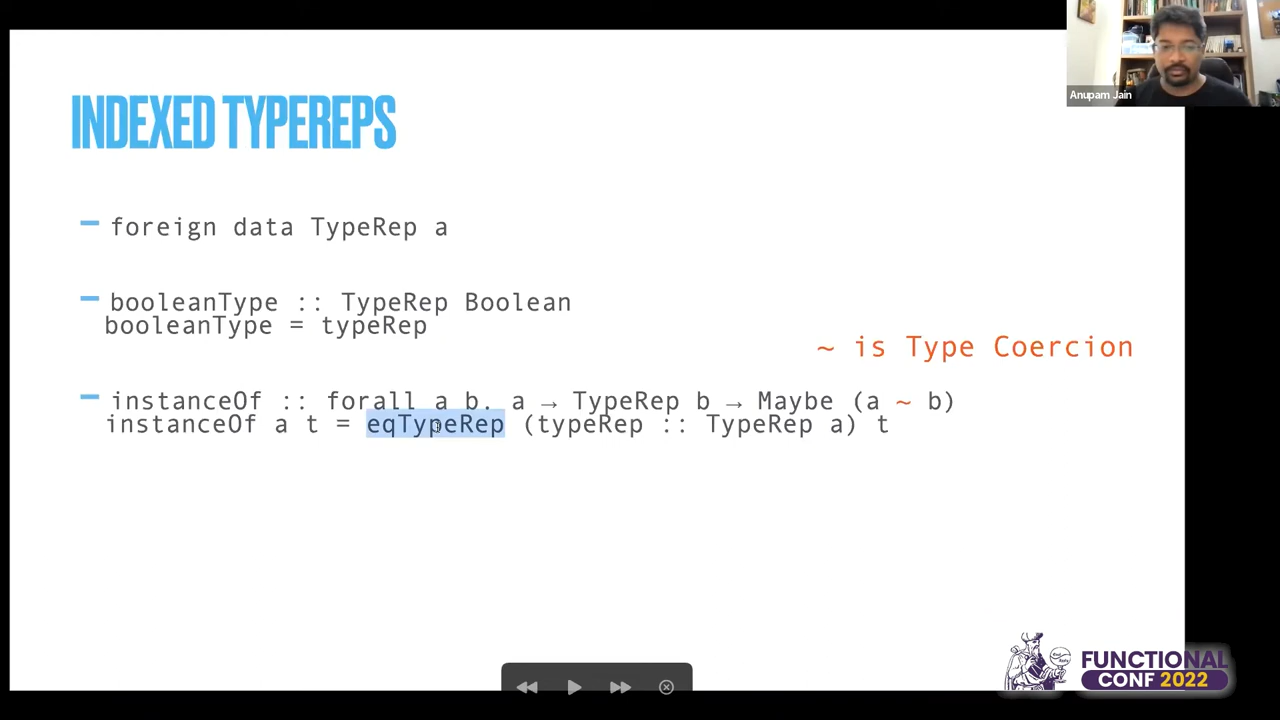 Anupam Jain
INDEXED TYPEREPS
foreign data TypeRep a
booleanType :: TypeRep Boolean
booleanType = typeRep
~ is Type Coercion
instanceOf :: forall a b. a → TypeRep b → Maybe (a ~ b)
instanceOf a t = eqTypeRep (typeRep :: TypeRep a) t
FUNCTIONAL
CONF 2022